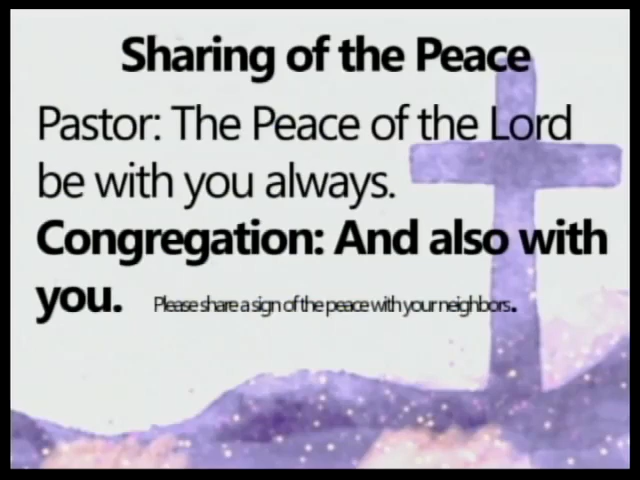 Sharing of the Peace
Pastor: The Peace of the Lord
be with you always.
Congregation: And also with
you. Please share a sign of the peace with your neighbors.